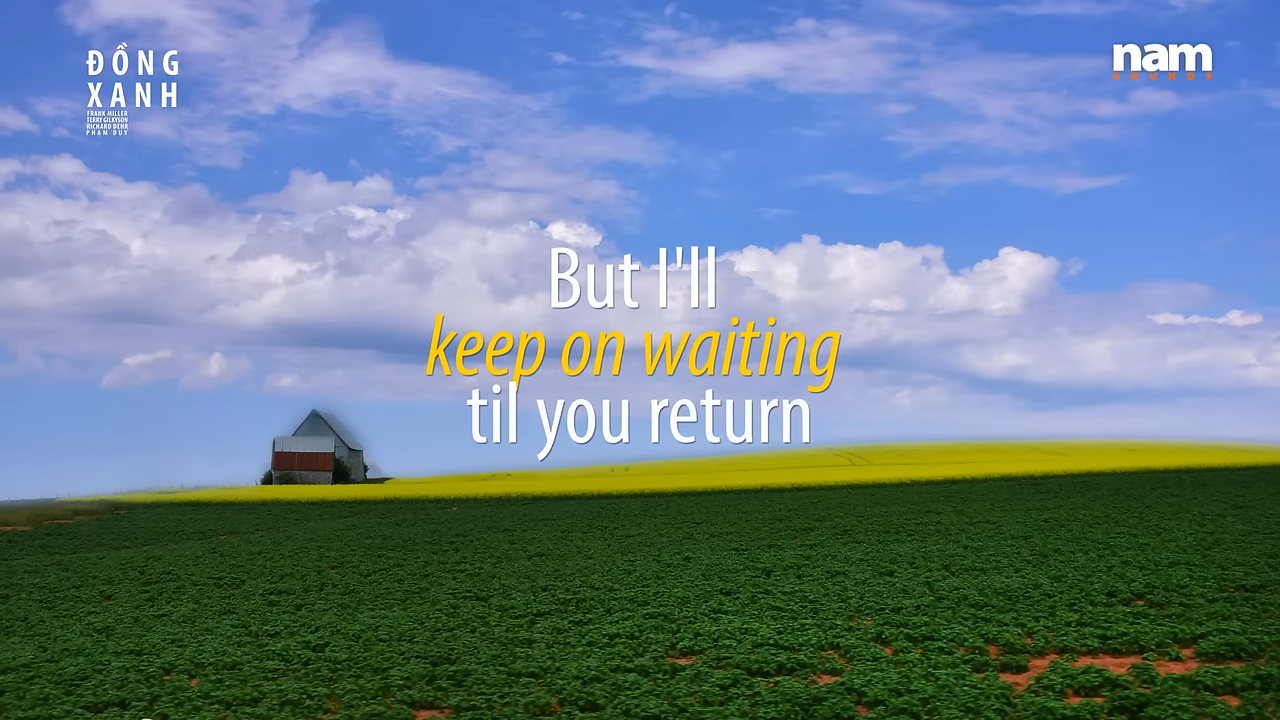 ĐỒNG
XANH
FRANK MILLER
TERRY GILKYSON
RICHARD DEHR
PHẠM DUY
nam
SOUNDS
But I'll
keep on waiting
til you return